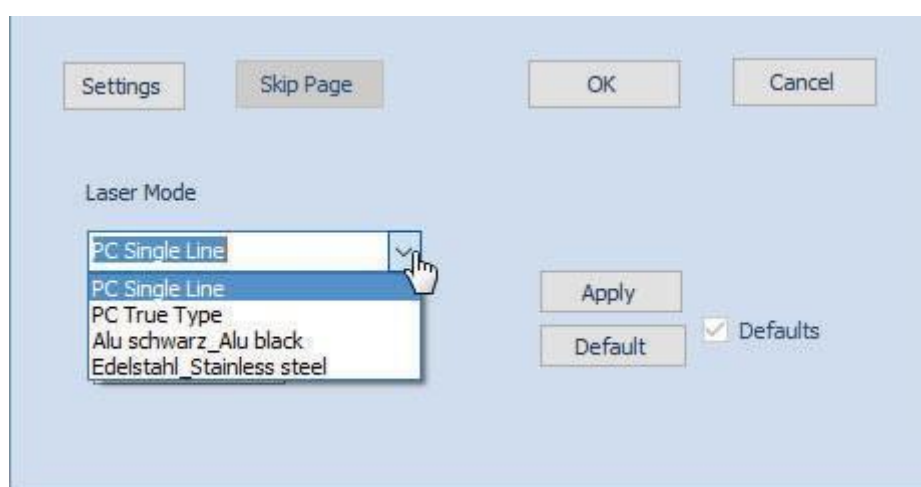 Settings
Skip Page
OK
Cancel
Laser Mode
PC Single Line
PC Single Line
PC True Type
Alu schwarz_Alu black
Edelstahl_Stainless steel
Apply
Default
Defaults